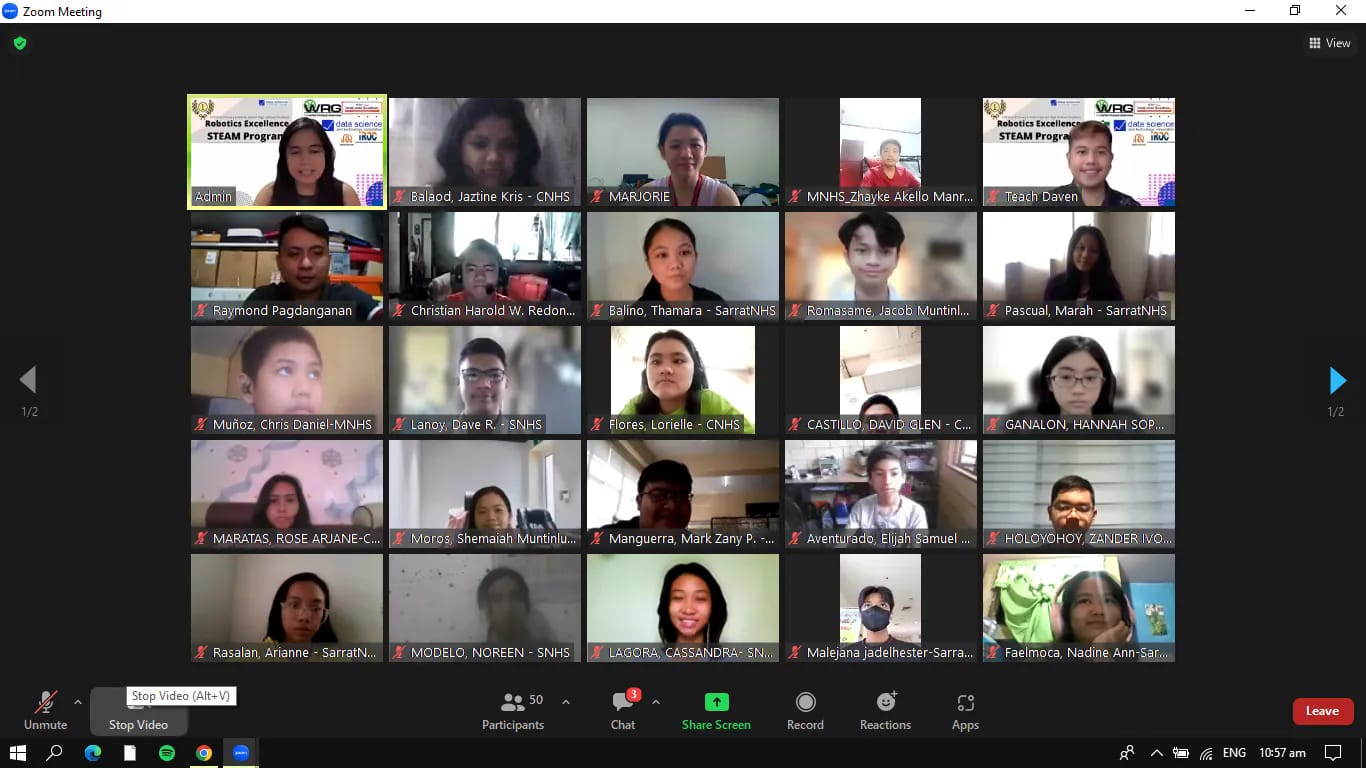 Zoom Meeting
View
WRG
Robotics Excellence
STEAM Progra
data science
IROC
Admin
Balaod, Jaztine Kris - CNHS
MARJORIE
MNHS_Zhayke Akello Manr...
WRG
Robotics Excellence
STEAM Progra
data science
IROC
Teach Daven
Raymond Pagdanganan
Christian Harold W. Redon...
Balino, Thamara - SarratNHS
Romasame, Jacob Muntinl...
Pascual, Marah - SarratNHS
Muñoz, Chris Daniel-MNHS
Lanoy, Dave R. - SNHS
Flores, Lorielle - CNHS
CASTILLO, DAVID GLEN - C...
GANALON, HANNAH SOP...
1/2
1/2
MARATAS, ROSE ARJANE-C...
Moros, Shemaiah Muntinlu...
Manguerra, Mark Zany P. -...
Aventurado, Elijah Samuel ...
HOLOYOHOY, ZANDER IVO...
Rasalan, Arianne - SarratN...
MODELO, NOREEN - SNHS
LAGORA, CASSANDRA- SN...
Malejana jadelhester-Sarra...
Faelmoca, Nadine Ann-Sar...
Stop Video (Alt+V)
Unmute
Stop Video
50
Participants
3
Chat
Share Screen
Record
Reactions
Apps
Leave
zoom
ENG
10:57 am